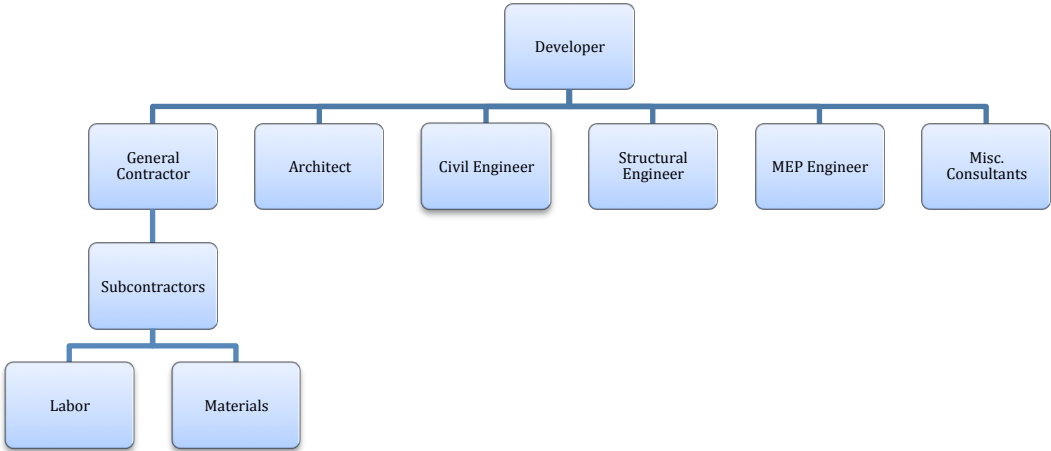 Developer
General
Contractor
Architect
Civil Engineer
Structural
Engineer
MEP Engineer
Misc.
Consultants
Subcontractors
Labor
Materials